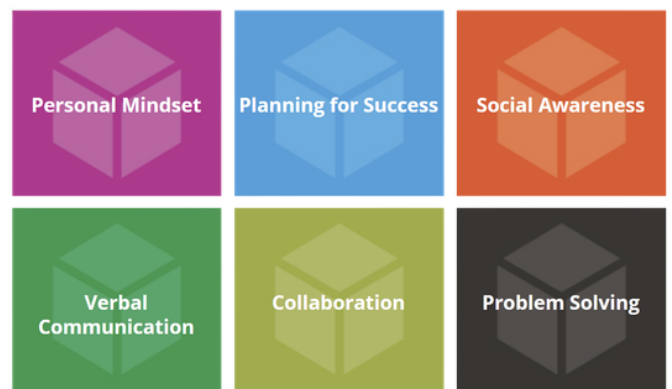 Personal Mindset
Planning for Success
Social Awareness
Verbal
Communication
Collaboration
Problem Solving